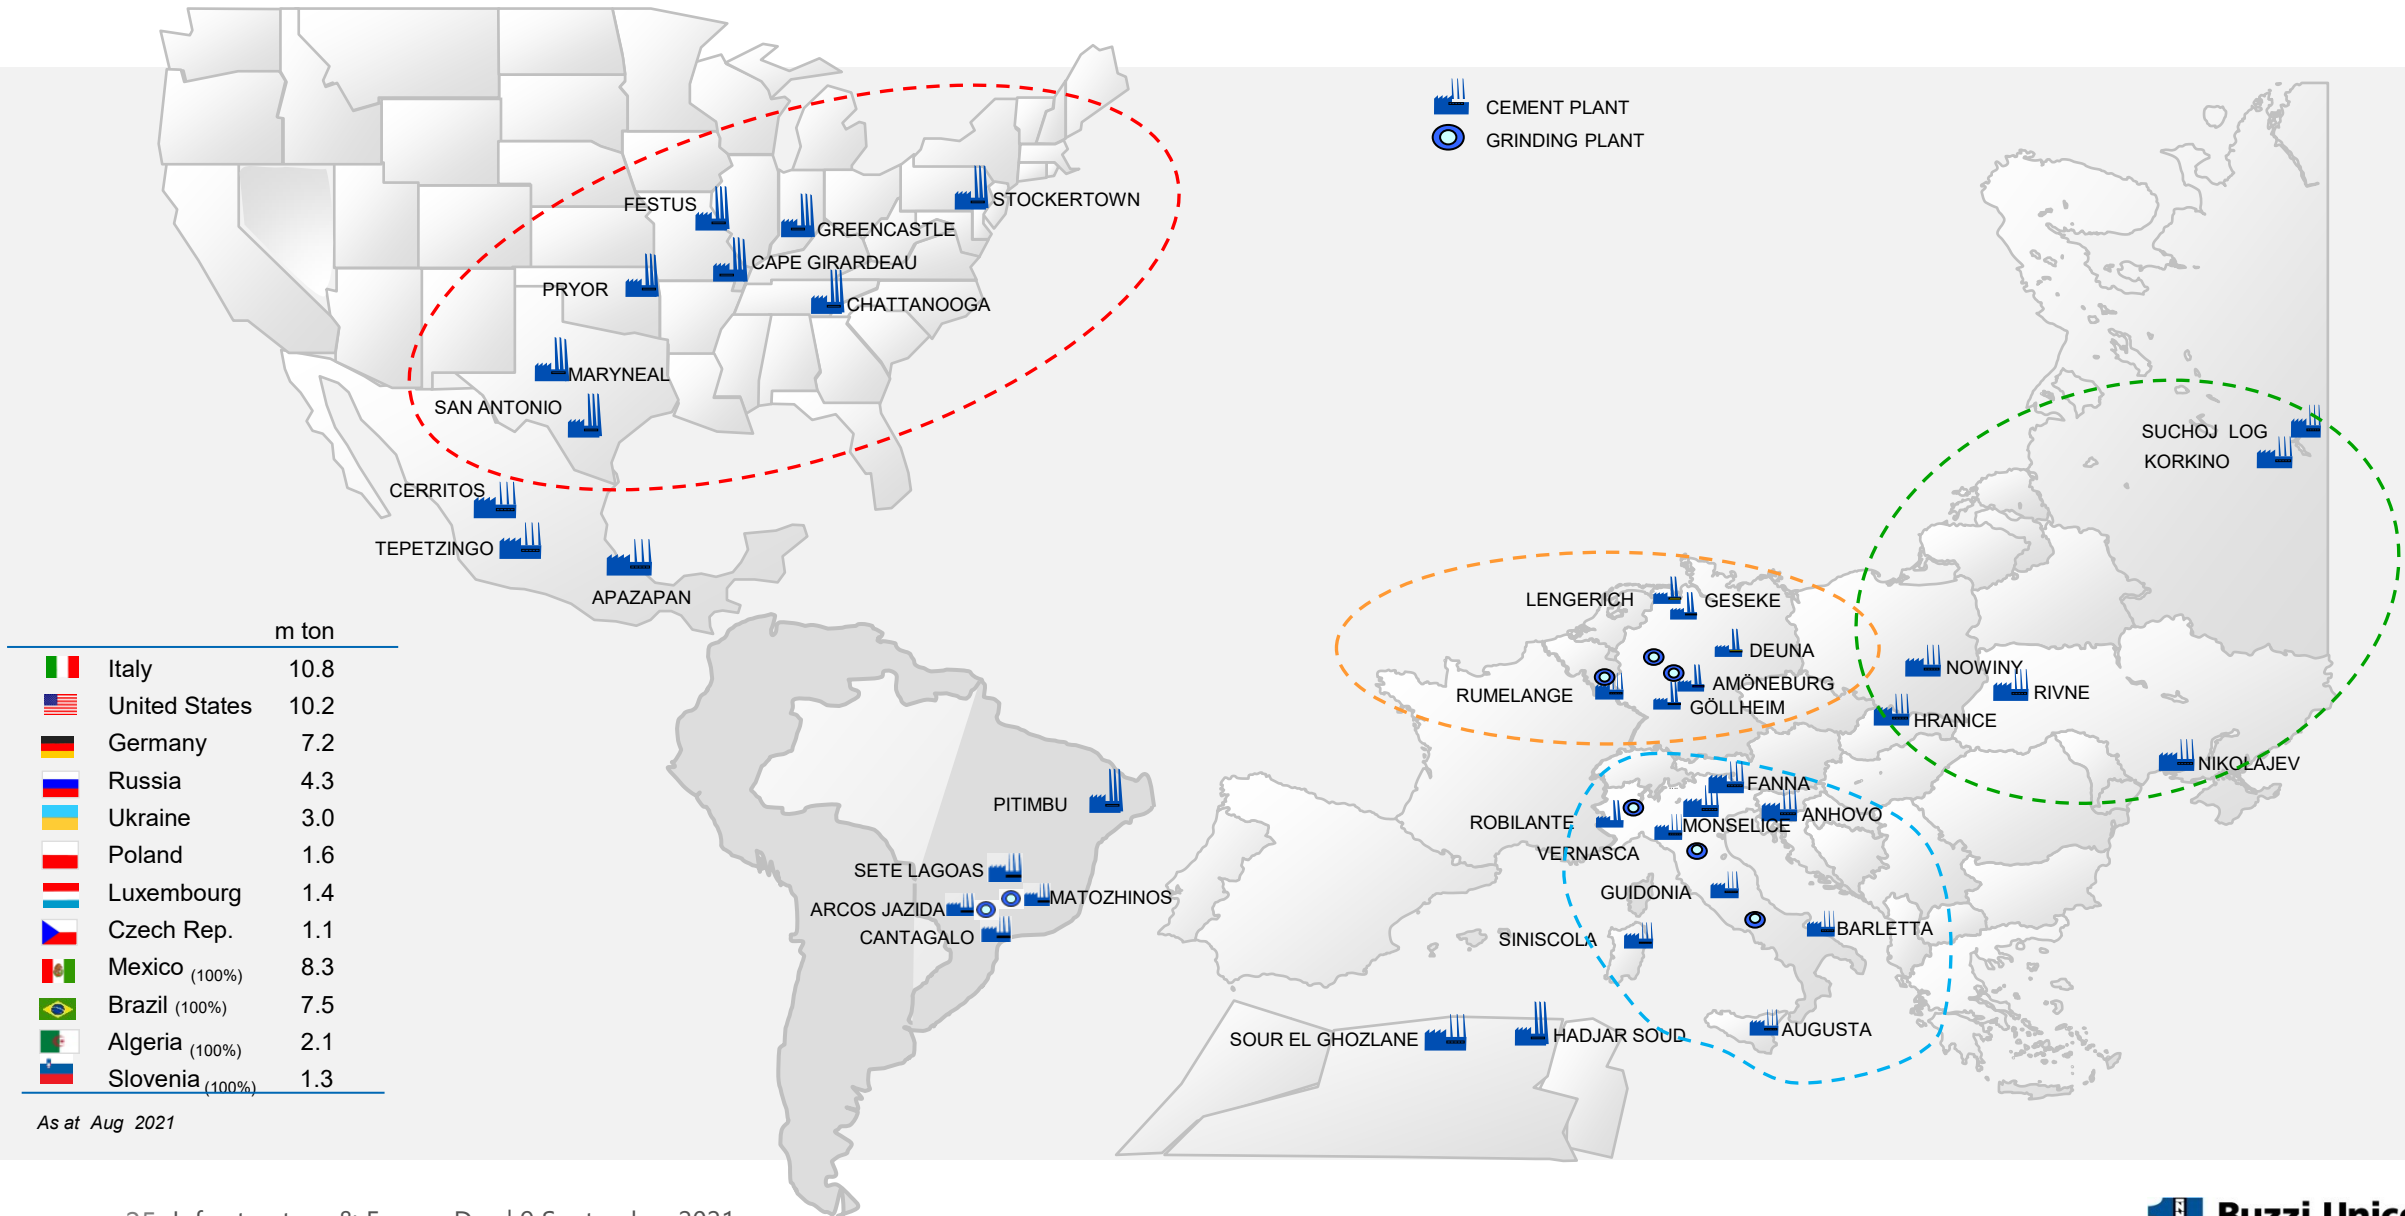 CEMENT PLANT
GRINDING PLANT
FESTUS
STOCKERTOWN
GREENCASTLE
CAPE GIRARDEAU
PRYOR
CHATTANOOGA
MARYNEAL
SAN ANTONIO
CERRITOS
TEPETZINGO
APAZAPAN
SUCHOJ LOG
KORKINO
LENGERICH
GESEKE
DEUNA
AMÖNEBURG
RUMELANGE
GÖLLHEIM
NOWINY
RIVNE
HRANICE
NIKOLAJEV
FANNA
ANHOVO
ROBILANTE
MONSELICE
VERNASCA
GUIDONIA
BARLETTA
SINISCOLA
AUGUSTA
SOUR EL GHOZLANE
HADJAR SOUD
PITIMBU
SETE LAGOAS
MATOZHINOS
ARCOS JAZIDA
CANTAGALO
m ton
Italy 10.8
United States 10.2
Germany 7.2
Russia 4.3
Ukraine 3.0
Poland 1.6
Luxembourg 1.4
Czech Rep. 1.1
Mexico (100%) 8.3
Brazil (100%) 7.5
Algeria (100%) 2.1
Slovenia (100%) 1.3
As at Aug 2021